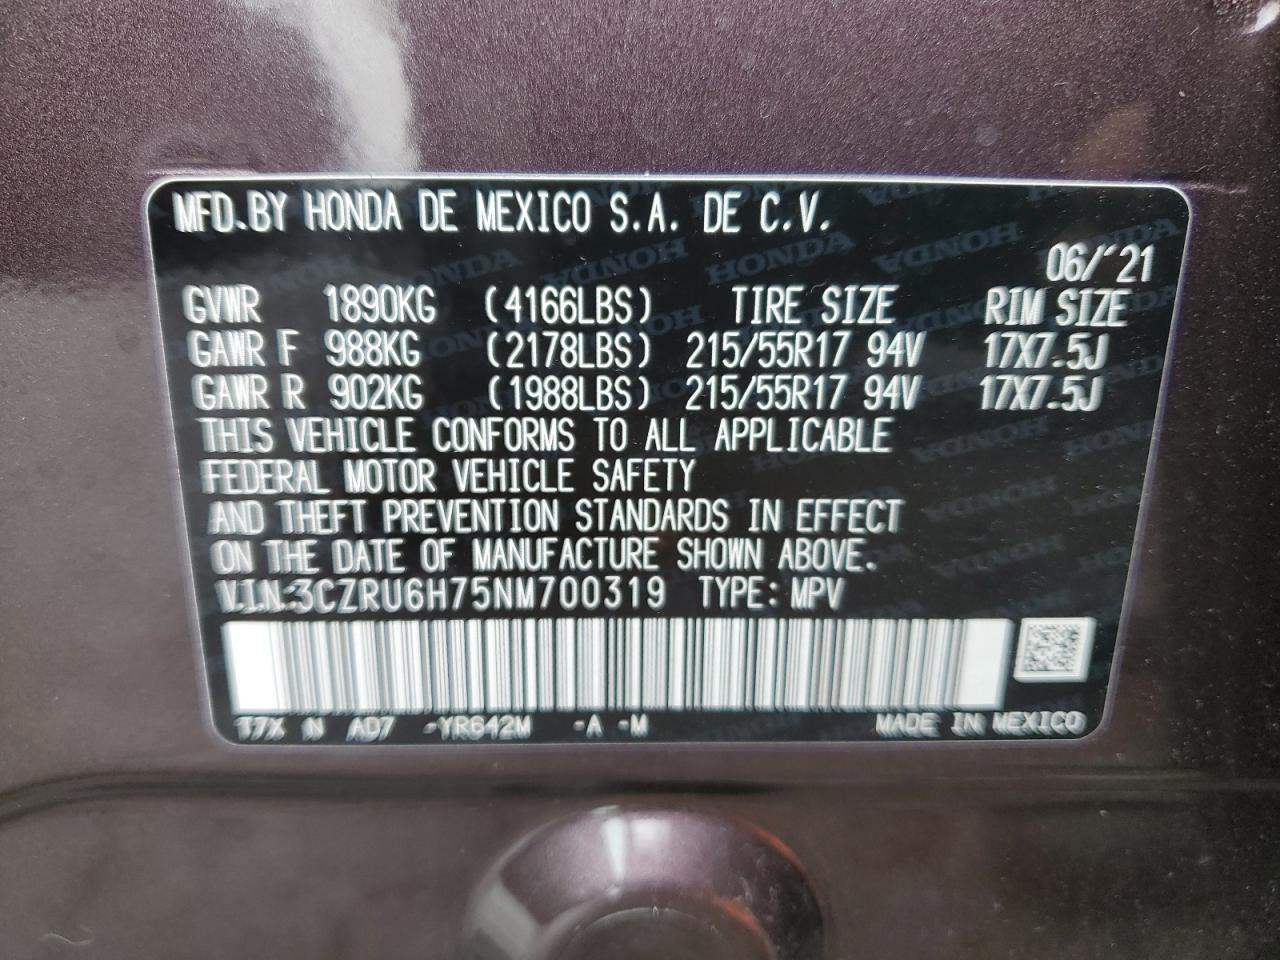 MFD.BY HONDA DE MEXICO S.A. DE C.V.
06/'21
GVWR 1890KG (4166LBS) TIRE SIZE RIM SIZE
GAWR F 988KG (2178LBS) 215/55R17 94V 17X7.5J
GAWR R 902KG (1988LBS) 215/55R17 94V 17X7.5J
THIS VEHICLE CONFORMS TO ALL APPLICABLE
FEDERAL MOTOR VEHICLE SAFETY
AND THEFT PREVENTION STANDARDS IN EFFECT
ON THE DATE OF MANUFACTURE SHOWN ABOVE.
V.I.N:3CZRU6H75NM700319 TYPE: MPV
T7X N AD7 -YR642M -A -M MADE IN MEXICO